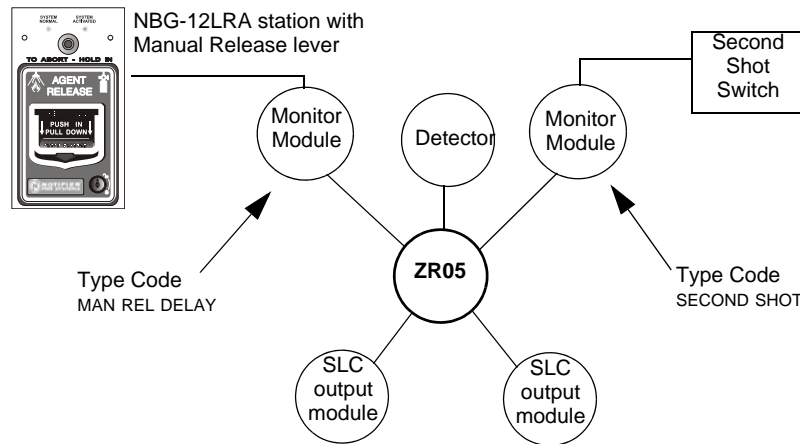 SYSTEM NORMAL
SYSTEM ACTIVATED
TO ABORT - HOLD IN
AGENT
RELEASE
PUSH IN
PULL DOWN
NBG-12LRA station with
Manual Release lever
Second
Shot
Switch
Monitor
Module
Detector
Monitor
Module
ZR05
Type Code
MAN REL DELAY
Type Code
SECOND SHOT
SLC
output
module
SLC
output
module